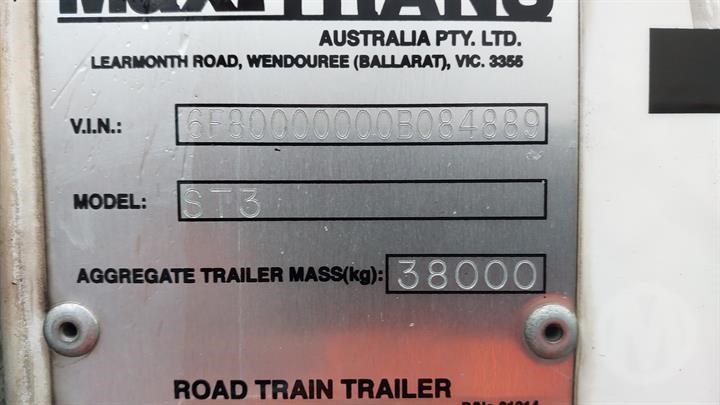 MaxiTRANS
AUSTRALIA PTY. LTD.
LEARMONTH ROAD, WENDOUREE (BALLARAT), VIC. 3355
V.I.N.: 6F80000000B084889
MODEL: ST3
AGGREGATE TRAILER MASS(kg): 38000
ROAD TRAIN TRAILER